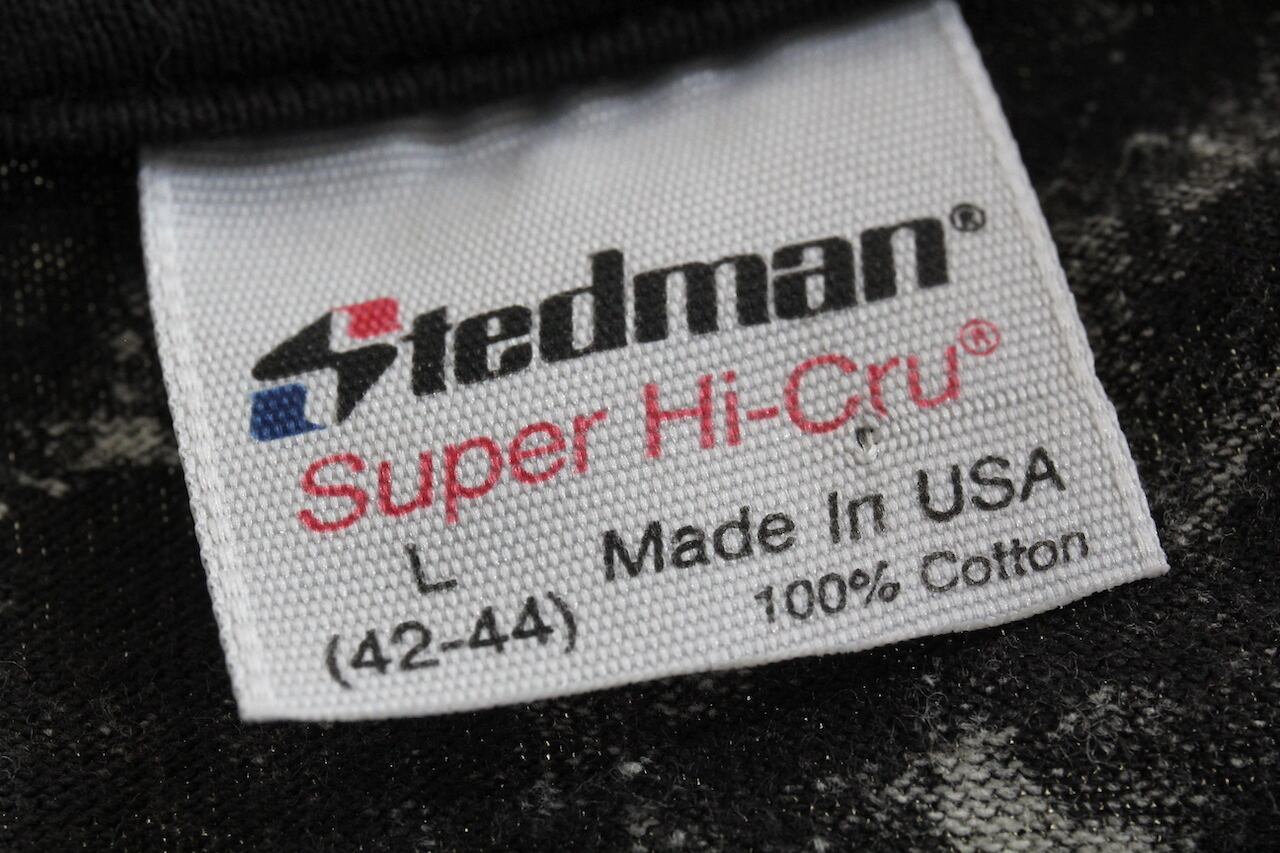 Stedman®
Super Hi-Cru®
L
(42-44)
Made In USA
100% Cotton